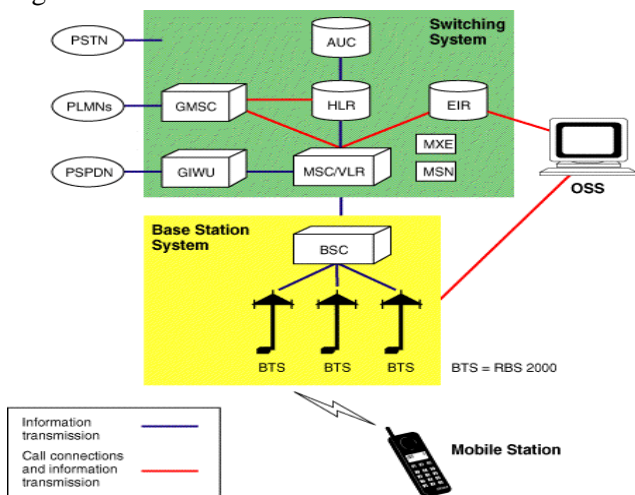 Switching
System
PSTN
AUC
PLMNs
GMSC
HLR
EIR
MXE
MSN
PSPDN
GIWU
MSC/VLR
OSS
Base Station
System
BSC
BTS
BTS
BTS
BTS = RBS 2000
Information
transmission
Call connections
and information
transmission
Mobile Station